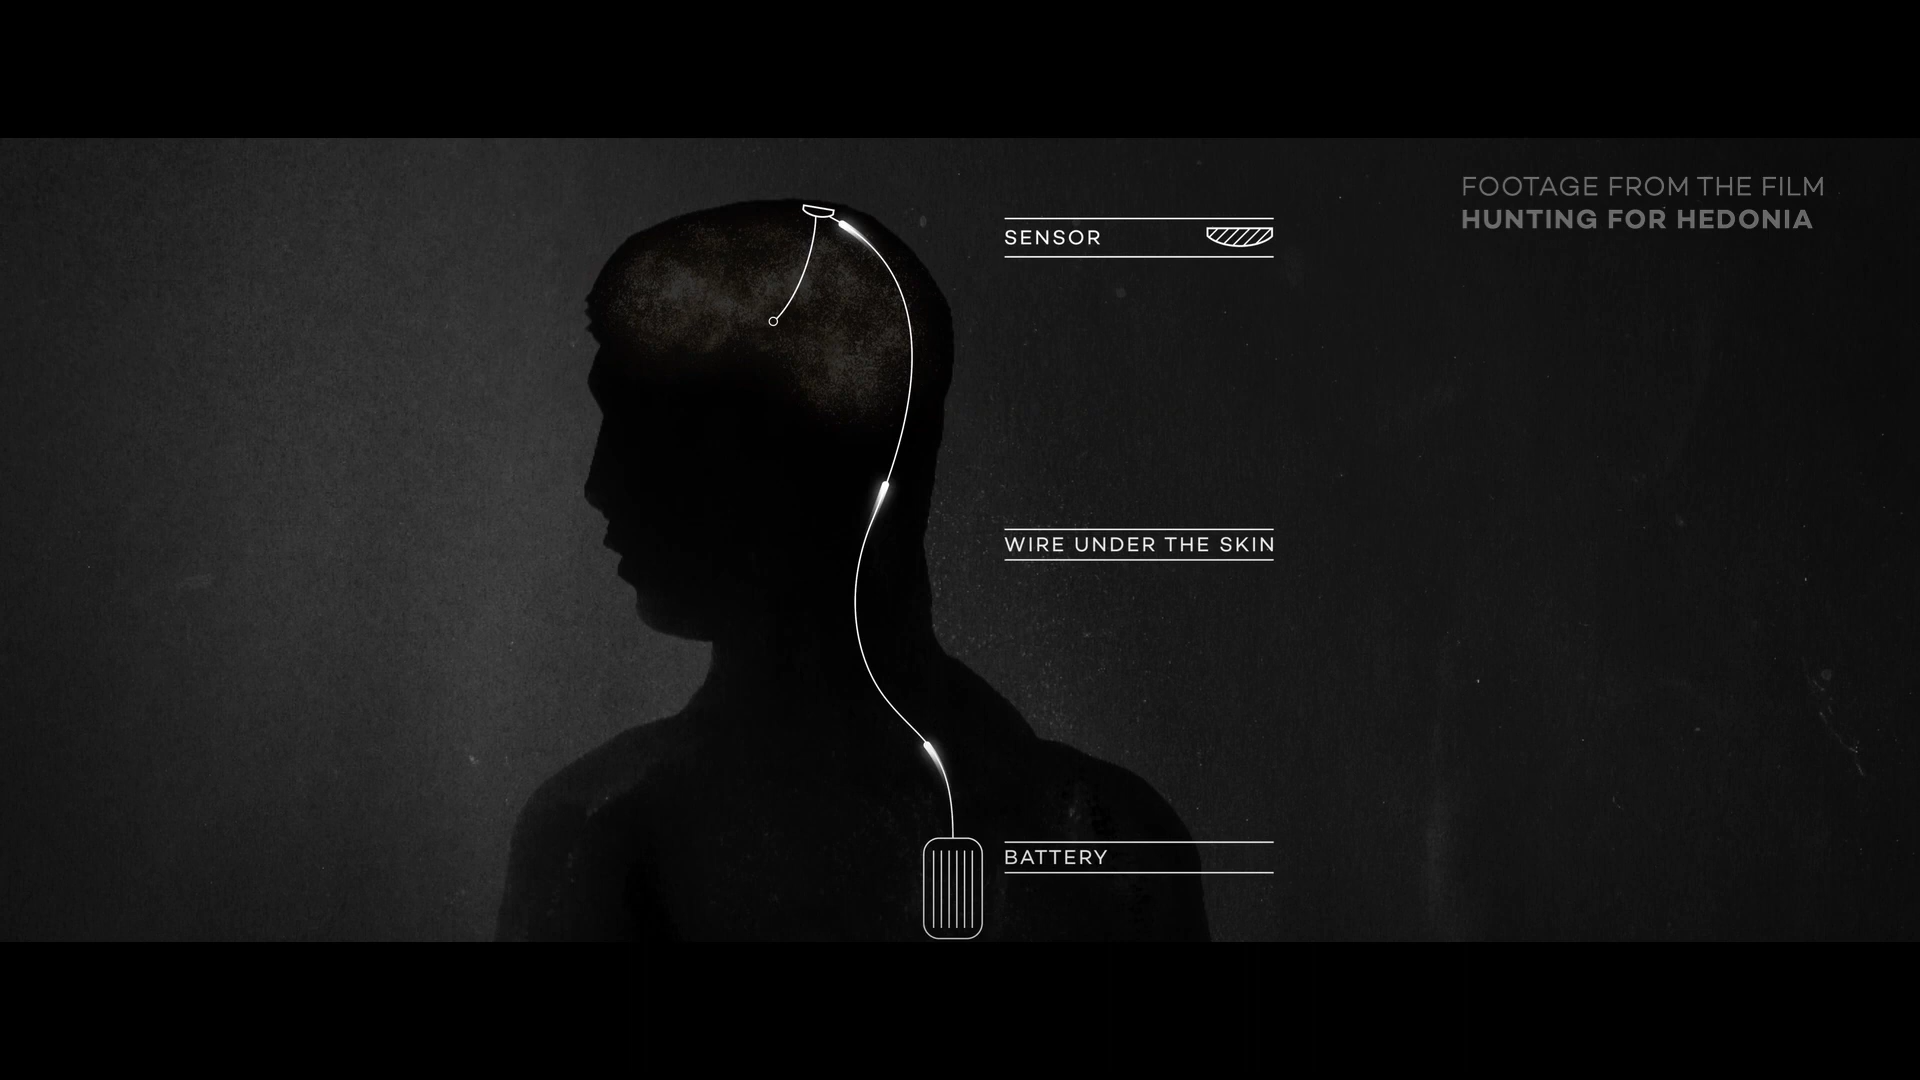 FOOTAGE FROM THE FILM
HUNTING FOR HEDONIA
SENSOR
WIRE UNDER THE SKIN
BATTERY